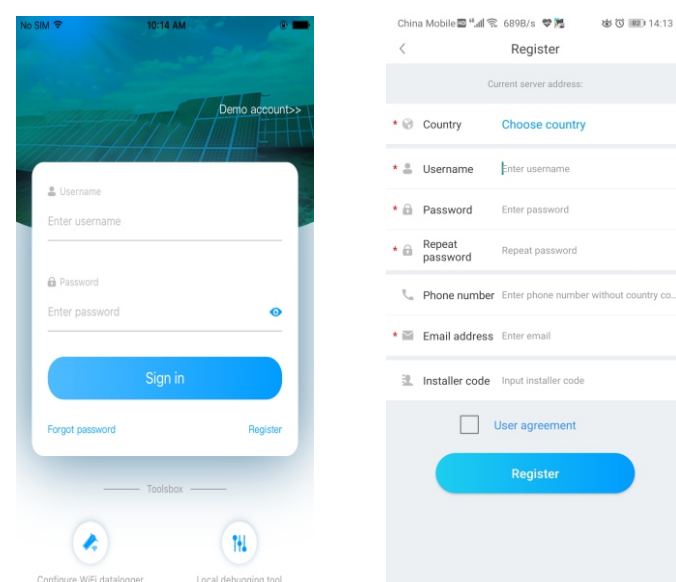 No SIM 10:14 AM
Demo account>>
Username
Enter username
Password
Enter password
Sign in
Forgot password Register
Toolsbox
Configure WiFi datalogger Local debugging tool
China Mobile 689B/s 82 14:13
Register
Current server address:
* Country Choose country
* Username Enter username
* Password Enter password
* Repeat password Repeat password
Phone number Enter phone number without country co..
* Email address Enter email
Installer code Input installer code
User agreement
Register